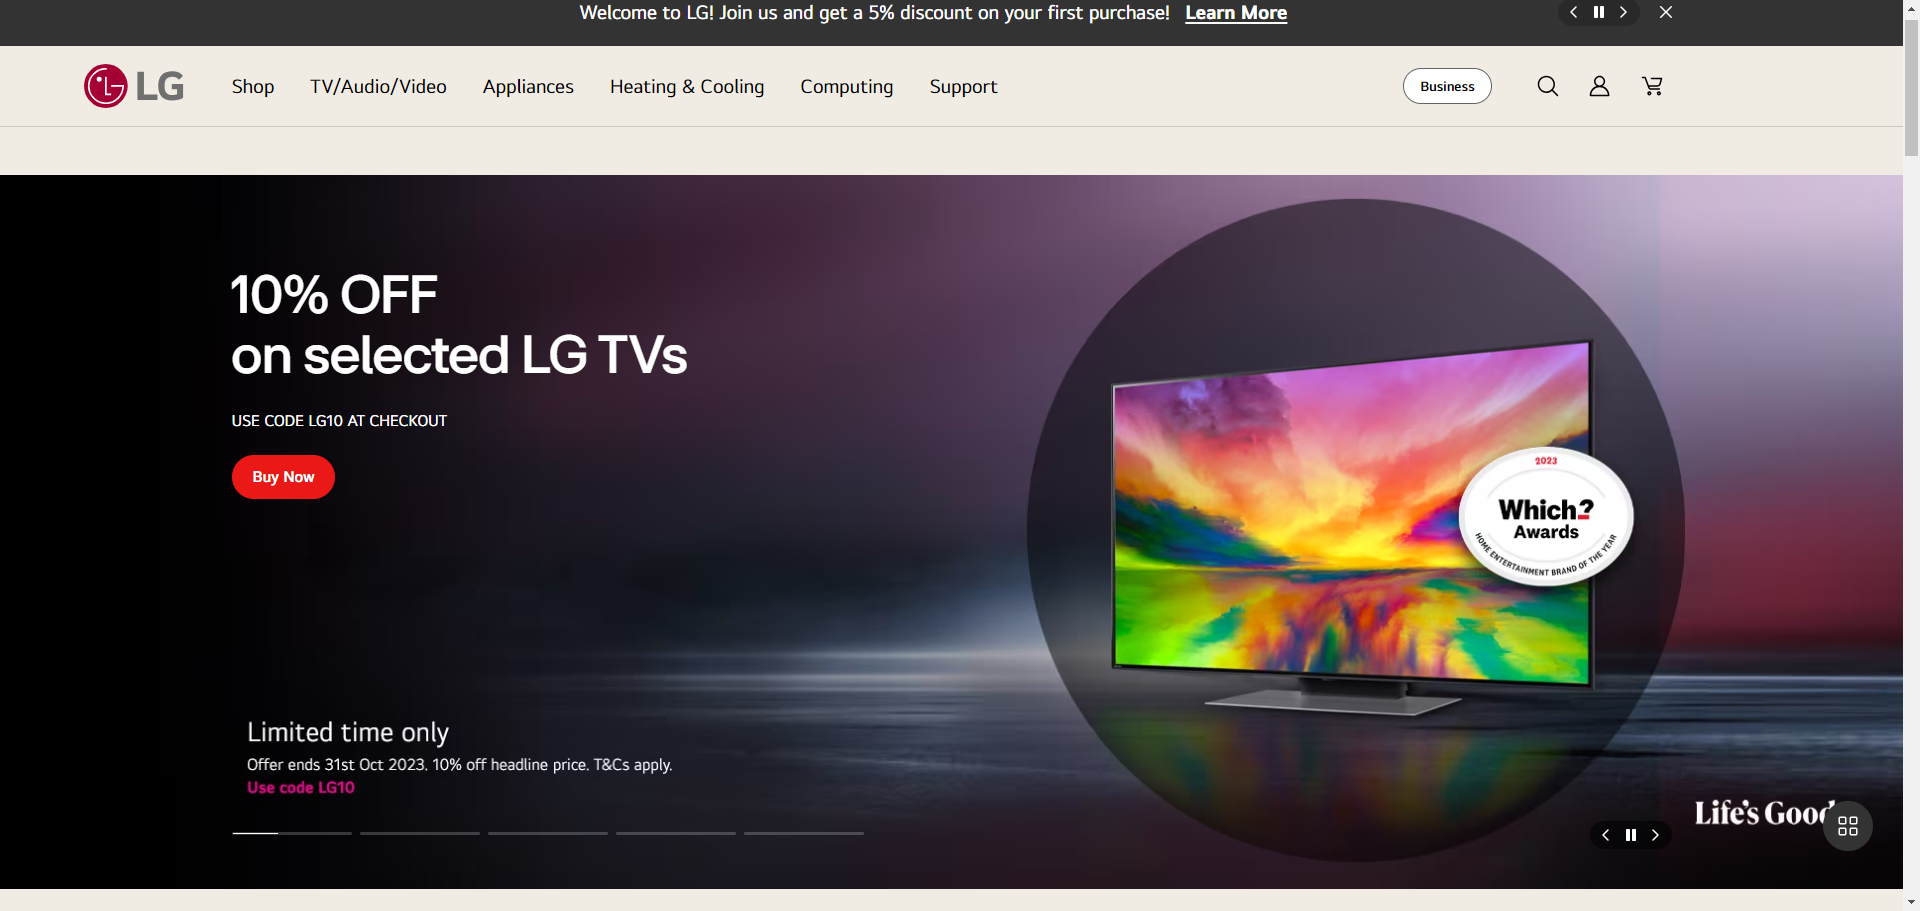 Welcome to LG! Join us and get a 5% discount on your first purchase! Learn More
LG
Shop TV/Audio/Video Appliances Heating & Cooling Computing Support Business
10% OFF
on selected LG TVs
USE CODE LG10 AT CHECKOUT
Buy Now
2023
Which?
Awards
HOME ENTERTAINMENT BRAND OF THE YEAR
Limited time only
Offer ends 31st Oct 2023. 10% off headline price. T&Cs apply.
Use code LG10
Life's Good